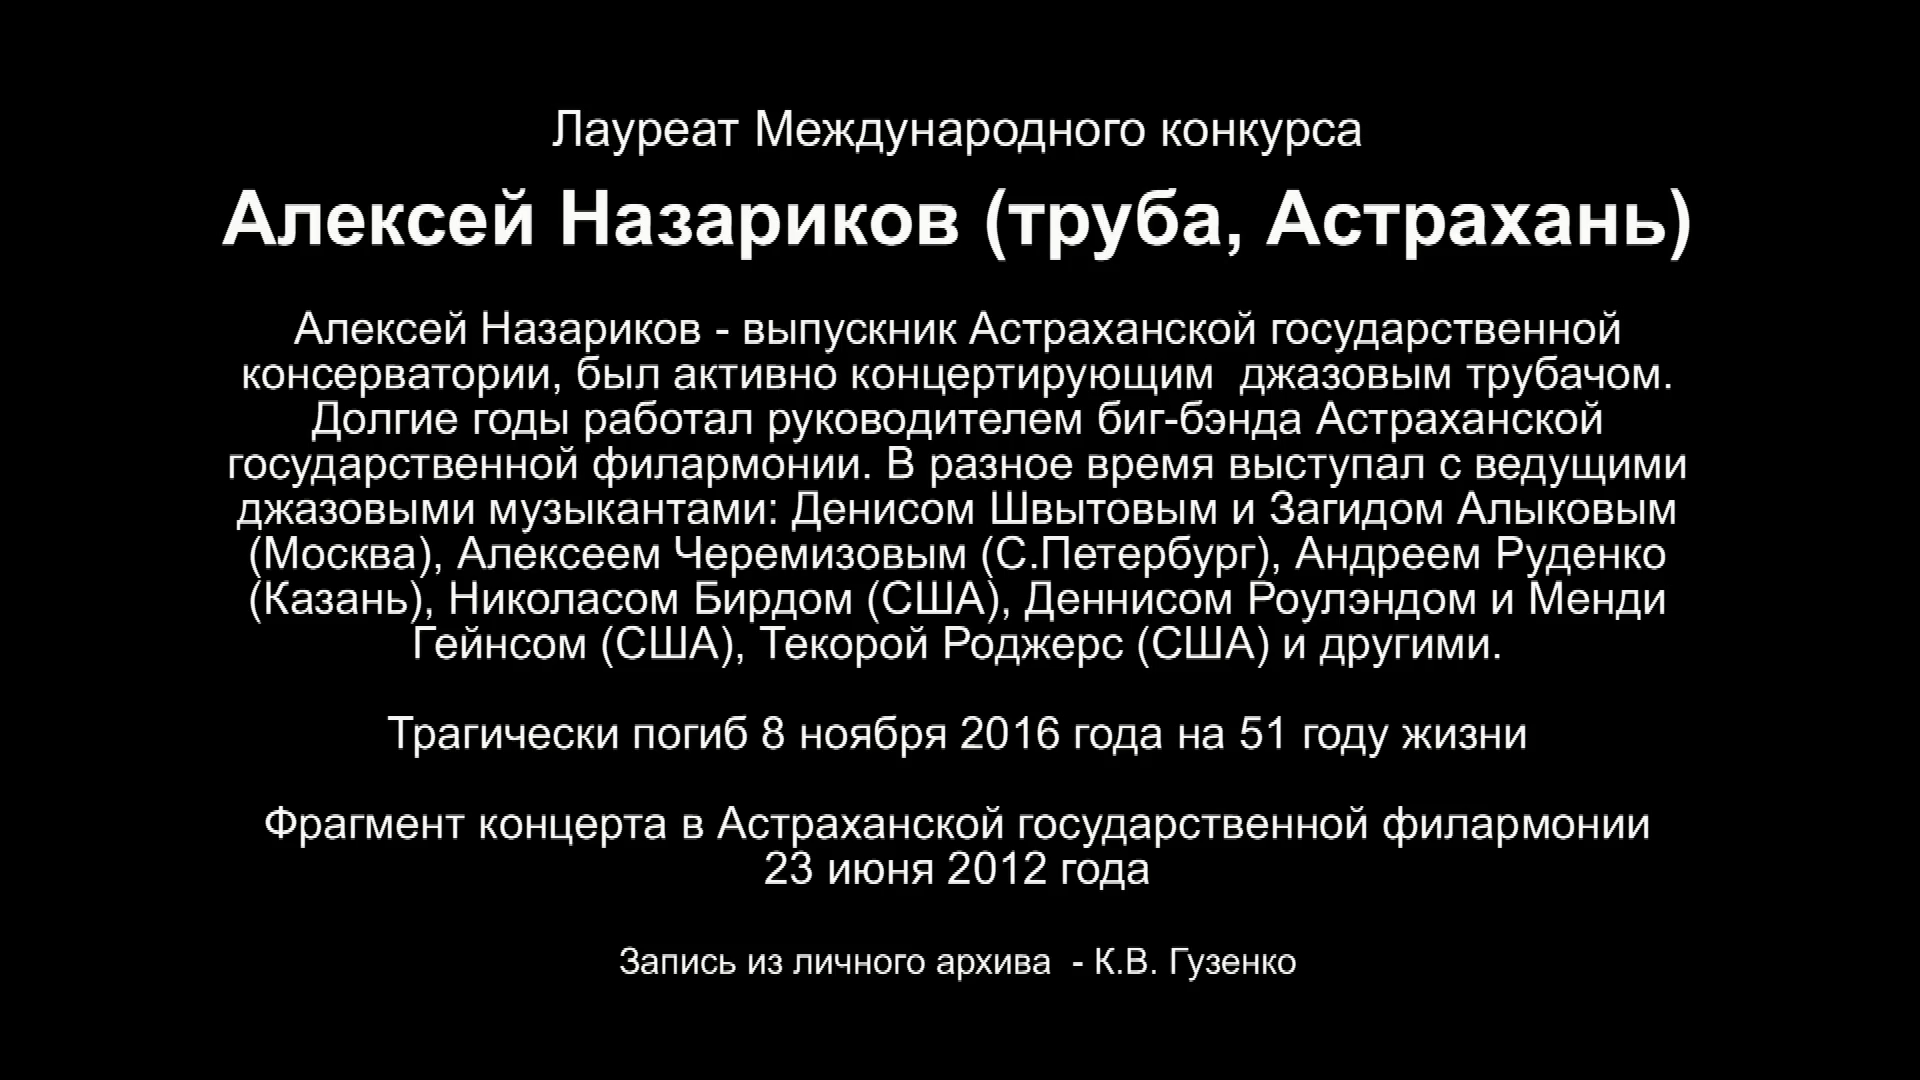 Лауреат Международного конкурса
Алексей Назариков (труба, Астрахань)
Алексей Назариков - выпускник Астраханской государственной
консерватории, был активно концертирующим  джазовым трубачом.
Долгие годы работал руководителем биг-бэнда Астраханской
государственной филармонии. В разное время выступал с ведущими
джазовыми музыкантами: Денисом Швытовым и Загидом Алыковым
(Москва), Алексеем Черемизовым (С.Петербург), Андреем Руденко
(Казань), Николасом Бирдом (США), Деннисом Роулэндом и Менди
Гейнсом (США), Текорой Роджерс (США) и другими.
Трагически погиб 8 ноября 2016 года на 51 году жизни
Фрагмент концерта в Астраханской государственной филармонии
23 июня 2012 года
Запись из личного архива  - К.В. Гузенко